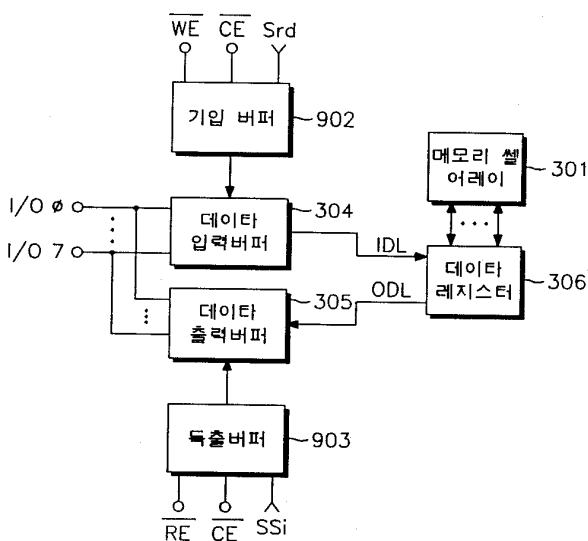 WE CE Srd
기입 버퍼
902
메모리 쎌
어레이
301
I/O ø
I/O 7
데이타
입력버퍼
304
IDL
데이타
레지스터
306
데이타
출력버퍼
305
ODL
독출버퍼
903
RE CE SSi